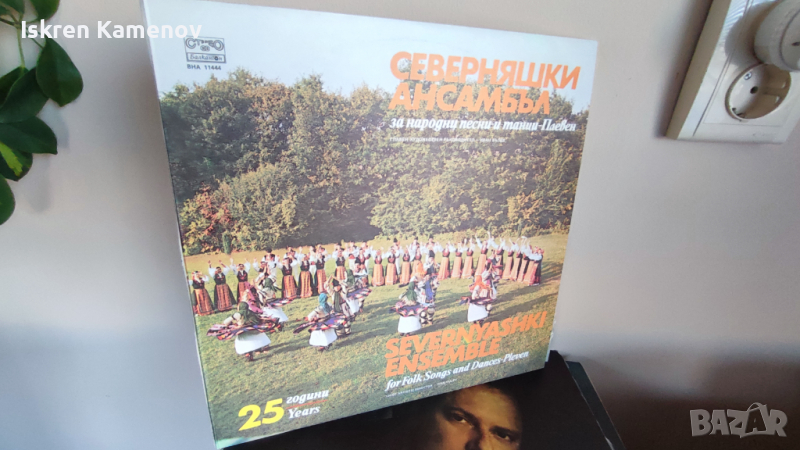 Iskren Kamenov
СТЕРЕО
Балкантон
ВНА 11444
СЕВЕРНЯШКИ
АНСАМБЪЛ
за народни песни и танци-Плевен
SEVERNYASHKI
ENSEMBLE
for Folk Songs and Dances-Pleven
25 години
Years
BAZAR